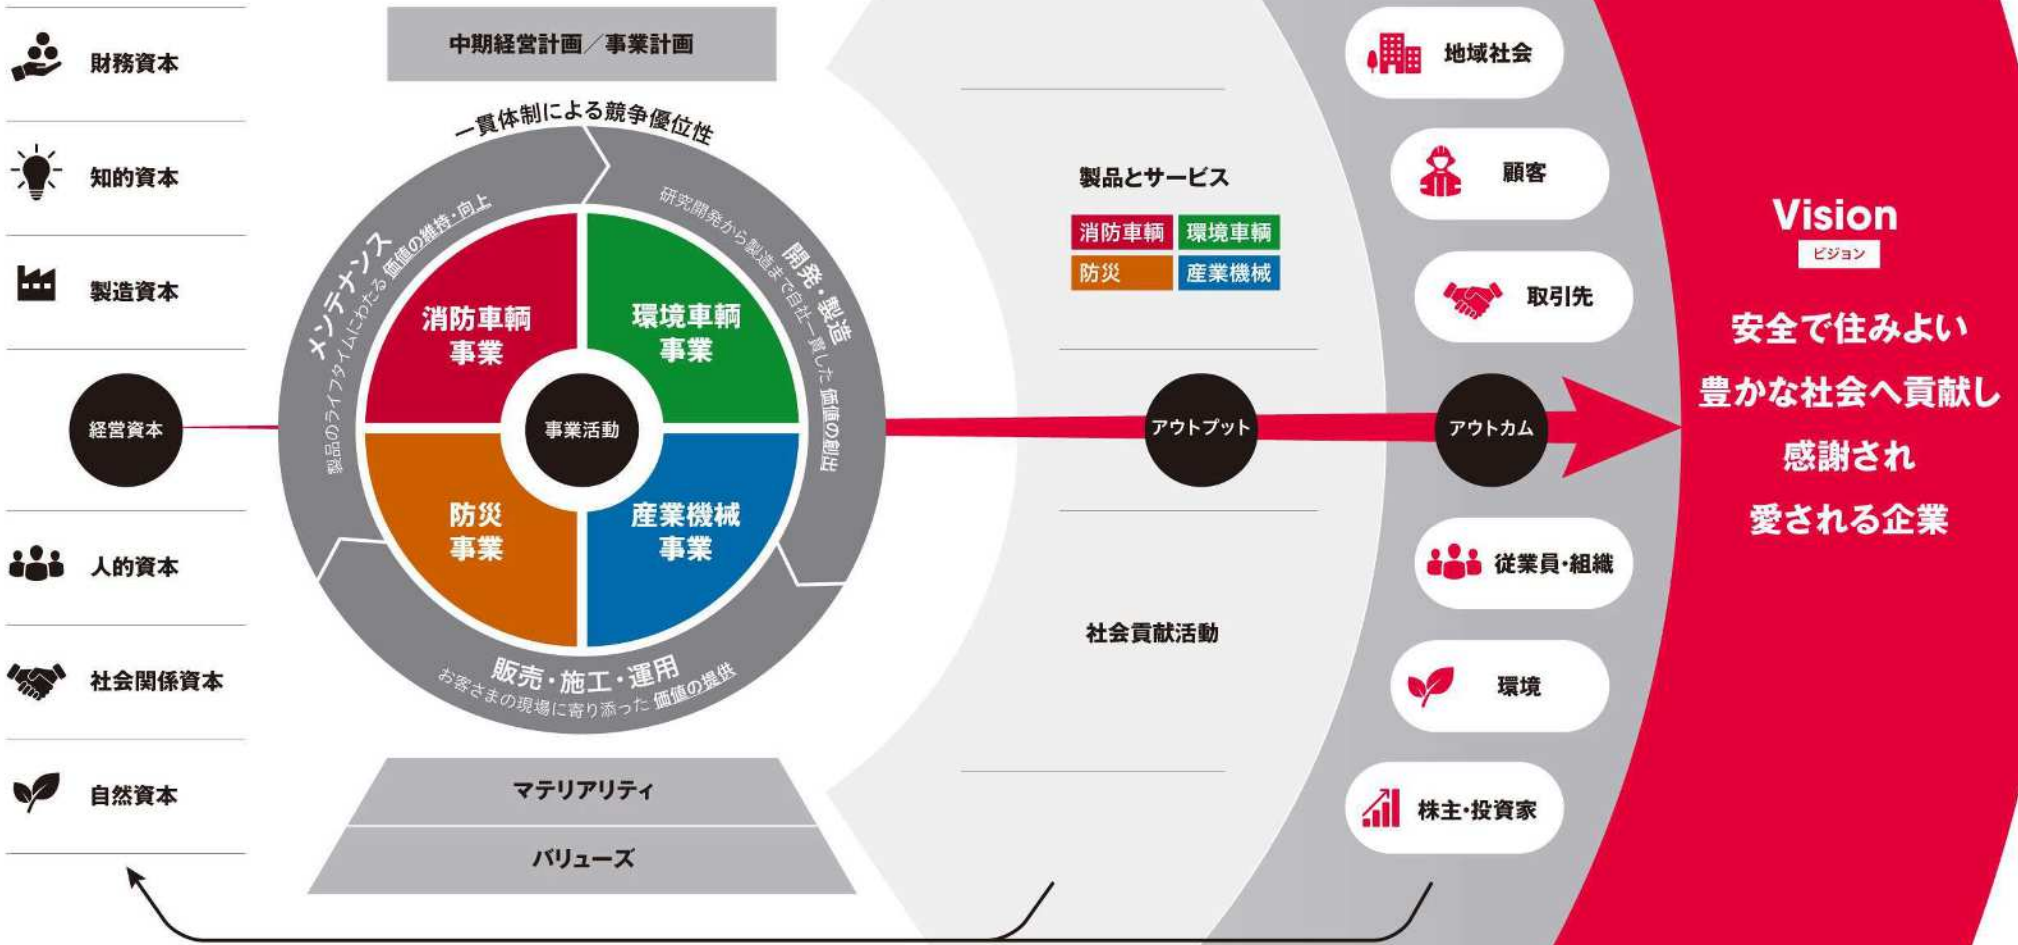 財務資本
知的資本
製造資本
経営資本
人的資本
社会関係資本
自然資本
中期経営計画／事業計画
一貫体制による競争優位性
メンテナンス
製品のライフタイムにわたる 価値の維持・向上
開発・製造
研究開発から製造まで自社一貫した 価値の創出
販売・施工・運用
お客さまの現場に寄り添った 価値の提供
消防車輌
事業
環境車輌
事業
事業活動
防災
事業
産業機械
事業
マテリアリティ
バリューズ
製品とサービス
消防車輌
環境車輌
防災
産業機械
アウトプット
社会貢献活動
地域社会
顧客
取引先
アウトカム
従業員・組織
環境
株主・投資家
Vision
ビジョン
安全で住みよい
豊かな社会へ貢献し
感謝され
愛される企業